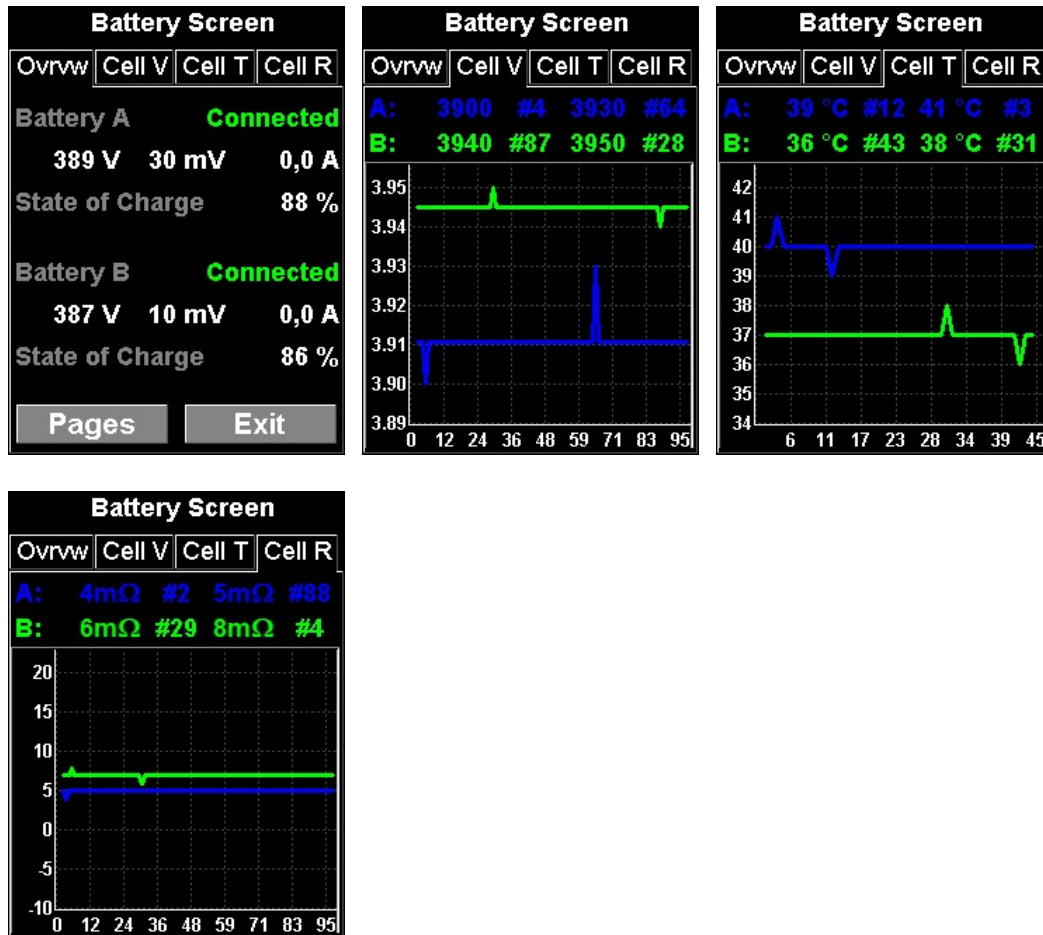 Battery Screen
Ovrvw Cell V Cell T Cell R
Battery A Connected
389 V 30 mV 0,0 A
State of Charge 88 %
Battery B Connected
387 V 10 mV 0,0 A
State of Charge 86 %
Pages Exit
Battery Screen
Ovrvw Cell V Cell T Cell R
A: 3900 #4 3930 #64
B: 3940 #87 3950 #28
3.95
3.94
3.93
3.92
3.91
3.90
3.89
0 12 24 36 48 59 71 83 95
Battery Screen
Ovrvw Cell V Cell T Cell R
A: 39 °C #12 41 °C #3
B: 36 °C #43 38 °C #31
42
41
40
39
38
37
36
35
34
6 11 17 23 28 34 39 45
Battery Screen
Ovrvw Cell V Cell T Cell R
A: 4mΩ #2 5mΩ #88
B: 6mΩ #29 8mΩ #4
20
15
10
5
0
-5
-10
0 12 24 36 48 59 71 83 95